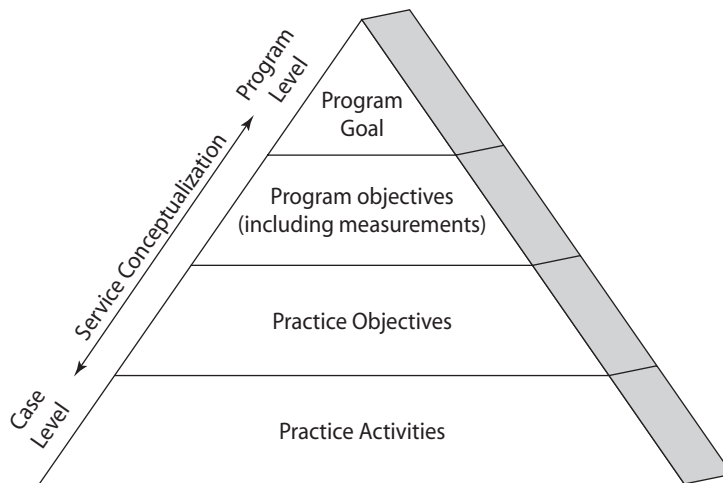 Program
Level
Service Conceptualization
Case
Level
Program
Goal
Program objectives
(including measurements)
Practice Objectives
Practice Activities